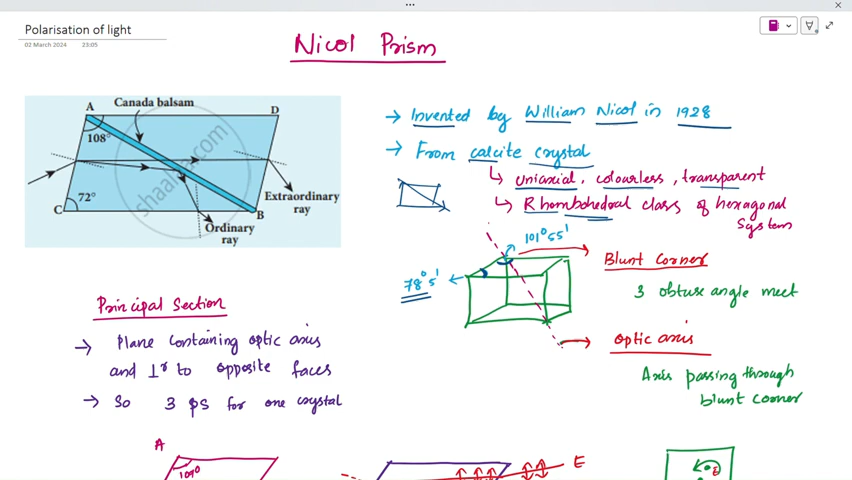 Polarisation of light
02 March 2024 23:05
Nicol Prism
A
Canada balsam
D
108°
72°
C
B
Extraordinary
ray
Ordinary
ray
shaalaa.com
→ Invented by William Nicol in 1928
→ From calcite crystal
↳ uniaxial, colourless, transparent
↳ Rhombohedral class of hexagonal
System
101°55'
78°5'
Blunt Corner
3 obtuse angle meet
optic axis
Axis passing through
blunt corner
Principal Section
→ Plane containing optic axis
and ⊥r to opposite faces
→ So 3 ps for one crystal
A
109°
E
E